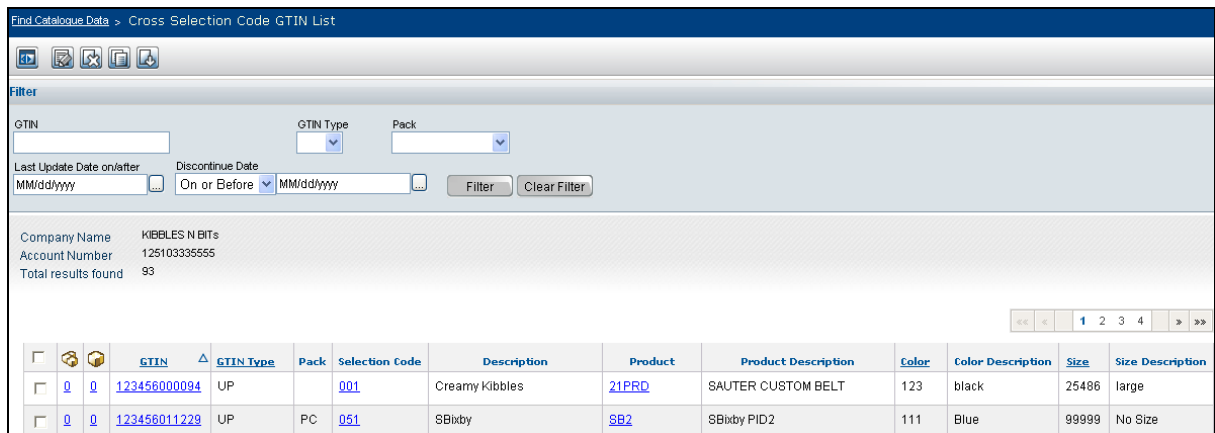 Find Catalogue Data > Cross Selection Code GTIN List
Filter
GTIN GTIN Type Pack
Last Update Date on/after Discontinue Date
MM/dd/yyyy ... On or Before MM/dd/yyyy ... Filter Clear Filter
Company Name KIBBLES N BITs
Account Number 125103335555
Total results found 93
«« « 1 2 3 4 » »»
GTIN GTIN Type Pack Selection Code Description Product Product Description Color Color Description Size Size Description
0 0 123456000094 UP 001 Creamy Kibbles 21PRD SAUTER CUSTOM BELT 123 black 25486 large
0 0 123456011229 UP PC 051 SBixby SB2 SBixby PID2 111 Blue 99999 No Size